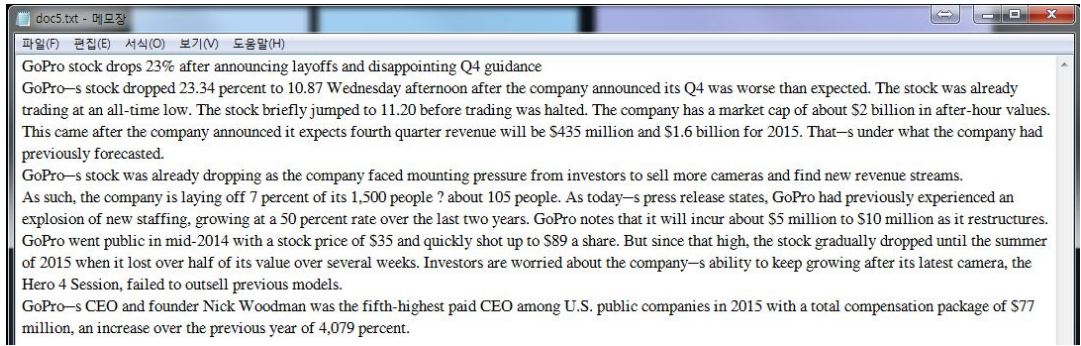 doc5.txt - 메모장
파일(F) 편집(E) 서식(O) 보기(V) 도움말(H)
GoPro stock drops 23% after announcing layoffs and disappointing Q4 guidance
GoPro—s stock dropped 23.34 percent to 10.87 Wednesday afternoon after the company announced its Q4 was worse than expected. The stock was already
trading at an all-time low. The stock briefly jumped to 11.20 before trading was halted. The company has a market cap of about $2 billion in after-hour values.
This came after the company announced it expects fourth quarter revenue will be $435 million and $1.6 billion for 2015. That—s under what the company had
previously forecasted.
GoPro—s stock was already dropping as the company faced mounting pressure from investors to sell more cameras and find new revenue streams.
As such, the company is laying off 7 percent of its 1,500 people ? about 105 people. As today—s press release states, GoPro had previously experienced an
explosion of new staffing, growing at a 50 percent rate over the last two years. GoPro notes that it will incur about $5 million to $10 million as it restructures.
GoPro went public in mid-2014 with a stock price of $35 and quickly shot up to $89 a share. But since that high, the stock gradually dropped until the summer
of 2015 when it lost over half of its value over several weeks. Investors are worried about the company—s ability to keep growing after its latest camera, the
Hero 4 Session, failed to outsell previous models.
GoPro—s CEO and founder Nick Woodman was the fifth-highest paid CEO among U.S. public companies in 2015 with a total compensation package of $77
million, an increase over the previous year of 4,079 percent.